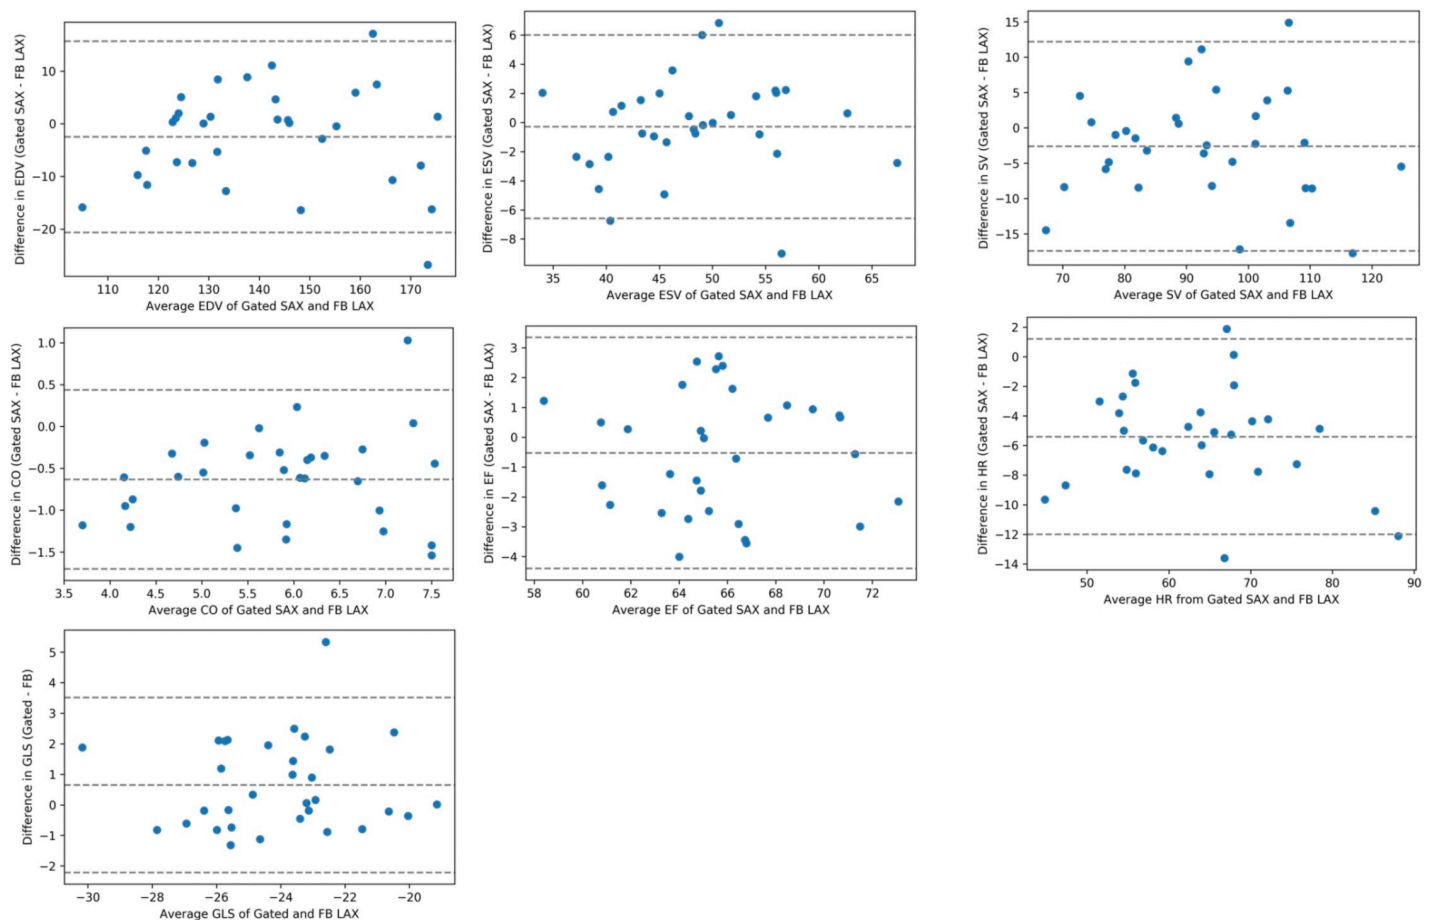 Difference in EDV (Gated SAX - FB LAX)
10
0
−10
−20
110 120 130 140 150 160 170
Average EDV of Gated SAX and FB LAX
Difference in ESV (Gated SAX - FB LAX)
6
4
2
0
−2
−4
−6
−8
35 40 45 50 55 60 65
Average ESV of Gated SAX and FB LAX
Difference in SV (Gated SAX - FB LAX)
15
10
5
0
−5
−10
−15
70 80 90 100 110 120
Average SV of Gated SAX and FB LAX
Difference in CO (Gated SAX - FB LAX)
1.0
0.5
0.0
−0.5
−1.0
−1.5
3.5 4.0 4.5 5.0 5.5 6.0 6.5 7.0 7.5
Average CO of Gated SAX and FB LAX
Difference in EF (Gated SAX - FB LAX)
3
2
1
0
−1
−2
−3
−4
58 60 62 64 66 68 70 72
Average EF of Gated SAX and FB LAX
Difference in HR (Gated SAX - FB LAX)
2
0
−2
−4
−6
−8
−10
−12
−14
50 60 70 80 90
Average HR from Gated SAX and FB LAX
Difference in GLS (Gated - FB)
5
4
3
2
1
0
−1
−2
−30 −28 −26 −24 −22 −20
Average GLS of Gated and FB LAX